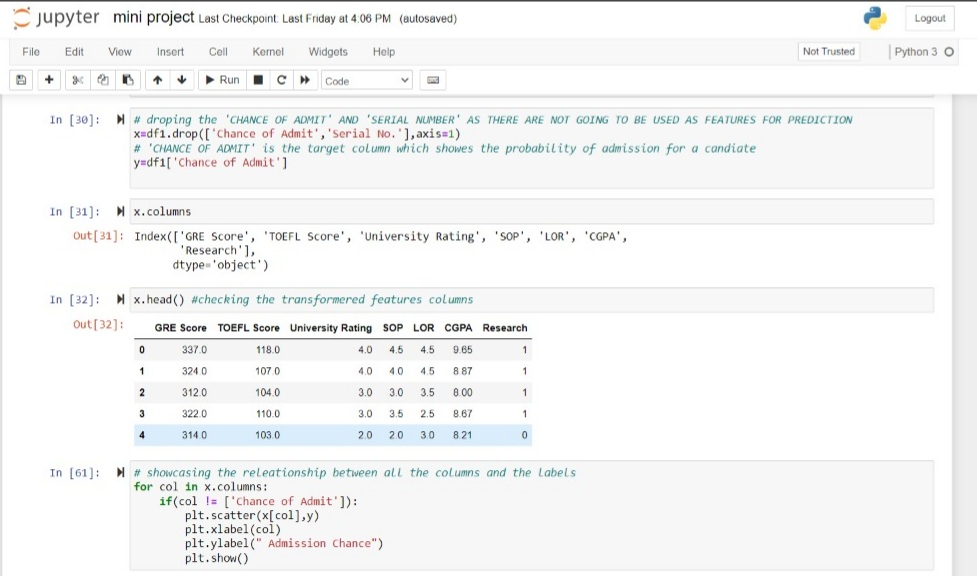 jupyter mini project Last Checkpoint: Last Friday at 4:06 PM (autosaved) Logout
File Edit View Insert Cell Kernel Widgets Help Not Trusted Python 3
Run Code
In [30]: # droping the 'CHANCE OF ADMIT' AND 'SERIAL NUMBER' AS THERE ARE NOT GOING TO BE USED AS FEATURES FOR PREDICTION
x=df1.drop(['Chance of Admit','Serial No.'],axis=1)
# 'CHANCE OF ADMIT' is the target column which showes the probability of admission for a candiate
y=df1['Chance of Admit']
In [31]: x.columns
Out[31]: Index(['GRE Score', 'TOEFL Score', 'University Rating', 'SOP', 'LOR', 'CGPA',
'Research'],
dtype='object')
In [32]: x.head() #checking the transformered features columns
Out[32]:
GRE Score TOEFL Score University Rating SOP LOR CGPA Research
0 337.0 118.0 4.0 4.5 4.5 9.65 1
1 324.0 107.0 4.0 4.0 4.5 8.87 1
2 312.0 104.0 3.0 3.0 3.5 8.00 1
3 322.0 110.0 3.0 3.5 2.5 8.67 1
4 314.0 103.0 2.0 2.0 3.0 8.21 0
In [61]: # showcasing the releationship between all the columns and the labels
for col in x.columns:
if(col != ['Chance of Admit']):
plt.scatter(x[col],y)
plt.xlabel(col)
plt.ylabel(" Admission Chance")
plt.show()